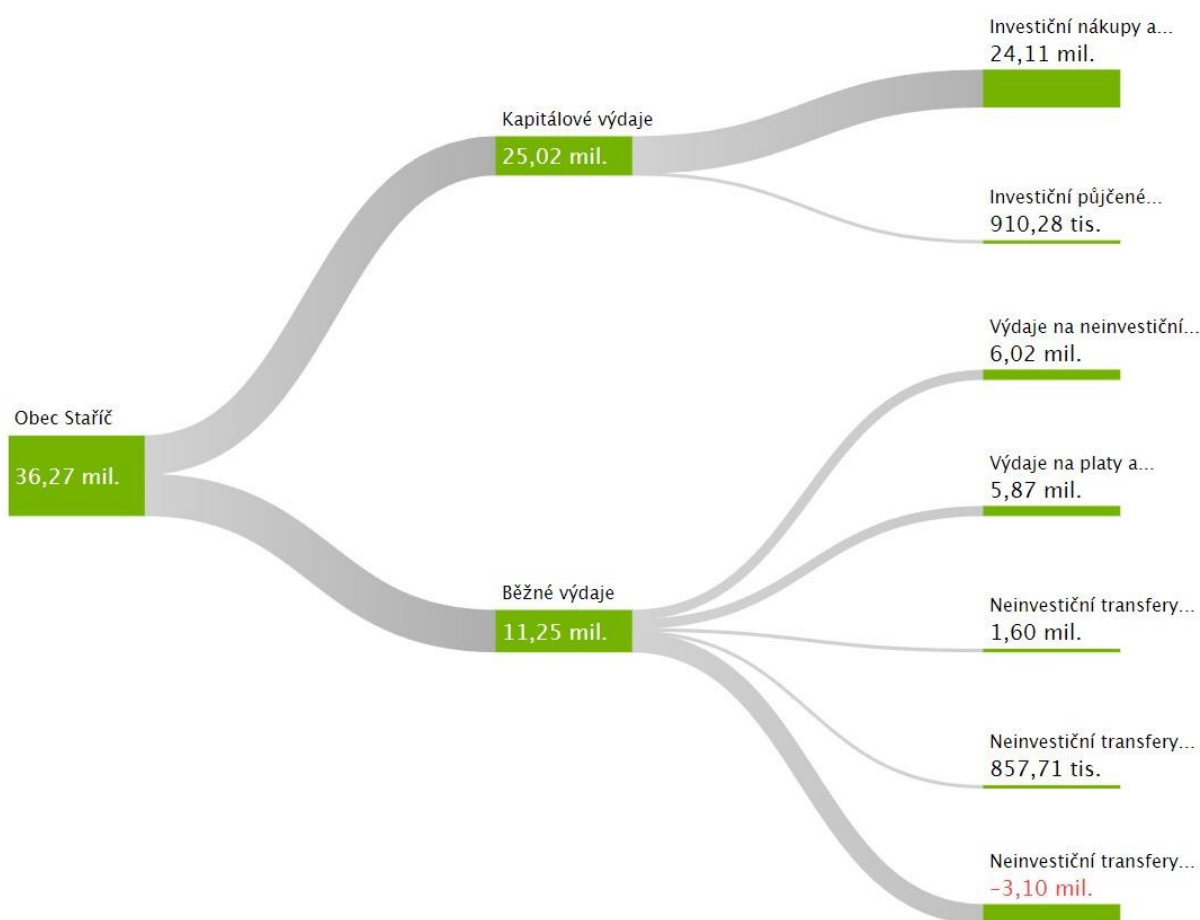 Investiční nákupy a...
24,11 mil.
Kapitálové výdaje
25,02 mil.
Investiční půjčené...
910,28 tis.
Výdaje na neinvestiční...
6,02 mil.
Obec Staříč
36,27 mil.
Výdaje na platy a...
5,87 mil.
Běžné výdaje
11,25 mil.
Neinvestiční transfery...
1,60 mil.
Neinvestiční transfery...
857,71 tis.
Neinvestiční transfery...
-3,10 mil.